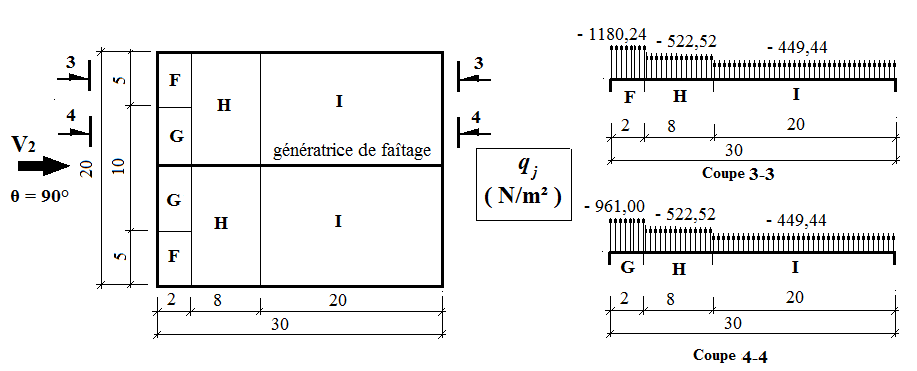 3
3
4
4
V2
θ = 90°
20
5
10
5
F
G
G
F
H
H
I
I
génératrice de faîtage
2
8
20
30
qj
( N/m² )
- 1180,24
- 522,52
- 449,44
F
H
I
2
8
20
30
Coupe 3-3
- 961,00
- 522,52
- 449,44
G
H
I
2
8
20
30
Coupe 4-4